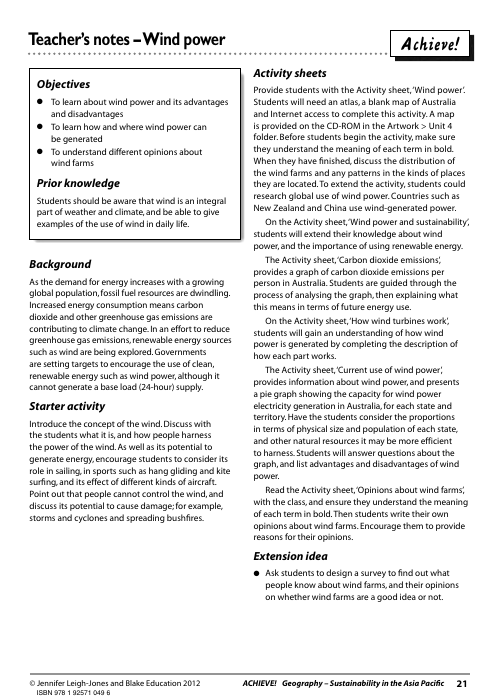 Teacher's notes – Wind power
Achieve!
Objectives
● To learn about wind power and its advantages
and disadvantages
● To learn how and where wind power can
be generated
● To understand different opinions about
wind farms
Prior knowledge
Students should be aware that wind is an integral
part of weather and climate, and be able to give
examples of the use of wind in daily life.
Background
As the demand for energy increases with a growing
global population, fossil fuel resources are dwindling.
Increased energy consumption means carbon
dioxide and other greenhouse gas emissions are
contributing to climate change. In an effort to reduce
greenhouse gas emissions, renewable energy sources
such as wind are being explored. Governments
are setting targets to encourage the use of clean,
renewable energy such as wind power, although it
cannot generate a base load (24-hour) supply.
Starter activity
Introduce the concept of the wind. Discuss with
the students what it is, and how people harness
the power of the wind. As well as its potential to
generate energy, encourage students to consider its
role in sailing, in sports such as hang gliding and kite
surfing, and its effect of different kinds of aircraft.
Point out that people cannot control the wind, and
discuss its potential to cause damage; for example,
storms and cyclones and spreading bushfires.
Activity sheets
Provide students with the Activity sheet, 'Wind power'.
Students will need an atlas, a blank map of Australia
and Internet access to complete this activity. A map
is provided on the CD-ROM in the Artwork > Unit 4
folder. Before students begin the activity, make sure
they understand the meaning of each term in bold.
When they have finished, discuss the distribution of
the wind farms and any patterns in the kinds of places
they are located. To extend the activity, students could
research global use of wind power. Countries such as
New Zealand and China use wind-generated power.
On the Activity sheet, 'Wind power and sustainability',
students will extend their knowledge about wind
power, and the importance of using renewable energy.
The Activity sheet, 'Carbon dioxide emissions',
provides a graph of carbon dioxide emissions per
person in Australia. Students are guided through the
process of analysing the graph, then explaining what
this means in terms of future energy use.
On the Activity sheet, 'How wind turbines work',
students will gain an understanding of how wind
power is generated by completing the description of
how each part works.
The Activity sheet, 'Current use of wind power',
provides information about wind power, and presents
a pie graph showing the capacity for wind power
electricity generation in Australia, for each state and
territory. Have the students consider the proportions
in terms of physical size and population of each state,
and other natural resources it may be more efficient
to harness. Students will answer questions about the
graph, and list advantages and disadvantages of wind
power.
Read the Activity sheet, 'Opinions about wind farms',
with the class, and ensure they understand the meaning
of each term in bold. Then students write their own
opinions about wind farms. Encourage them to provide
reasons for their opinions.
Extension idea
● Ask students to design a survey to find out what
people know about wind farms, and their opinions
on whether wind farms are a good idea or not.
© Jennifer Leigh-Jones and Blake Education 2012
ISBN 978 1 92571 049 6
ACHIEVE! Geography – Sustainability in the Asia Pacific 21